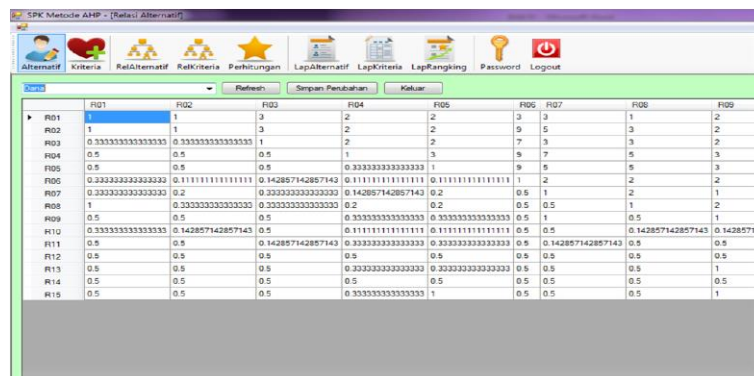 SPK Metode AHP - [Relasi Alternatif]
Alternatif Kriteria RelAlternatif RelKriteria Perhitungan LapAlternatif LapKriteria LapRangking Password Logout
Dana Refresh Simpan Perubahan Keluar
R01 R02 R03 R04 R05 R06 R07 R08 R09
R01 1 1 3 2 2 3 3 1 2
R02 1 1 3 2 2 9 5 3 2
R03 0.333333333333333 0.333333333333333 1 2 2 7 3 3 2
R04 0.5 0.5 0.5 1 3 9 7 5 3
R05 0.5 0.5 0.5 0.333333333333333 1 9 5 5 3
R06 0.333333333333333 0.111111111111111 0.142857142857143 0.111111111111111 0.111111111111111 1 2 2 2
R07 0.333333333333333 0.2 0.333333333333333 0.142857142857143 0.2 0.5 1 2 1
R08 1 0.333333333333333 0.333333333333333 0.2 0.2 0.5 0.5 1 2
R09 0.5 0.5 0.5 0.333333333333333 0.333333333333333 0.5 1 0.5 1
R10 0.333333333333333 0.142857142857143 0.5 0.111111111111111 0.111111111111111 0.5 0.5 0.142857142857143 0.142857
R11 0.5 0.5 0.142857142857143 0.333333333333333 0.333333333333333 0.5 0.142857142857143 0.5 0.5
R12 0.5 0.5 0.5 0.5 0.5 0.5 0.5 0.5 0.5
R13 0.5 0.5 0.5 0.333333333333333 0.333333333333333 0.5 0.5 0.5 1
R14 0.5 0.5 0.5 0.5 0.5 0.5 0.5 0.5 0.5
R15 0.5 0.5 0.5 0.333333333333333 1 0.5 0.5 0.5 1